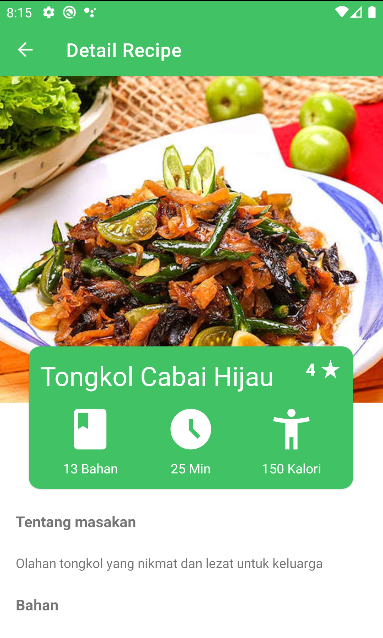 8:15
Detail Recipe
Tongkol Cabai Hijau
4
13 Bahan
25 Min
150 Kalori
Tentang masakan
Olahan tongkol yang nikmat dan lezat untuk keluarga
Bahan